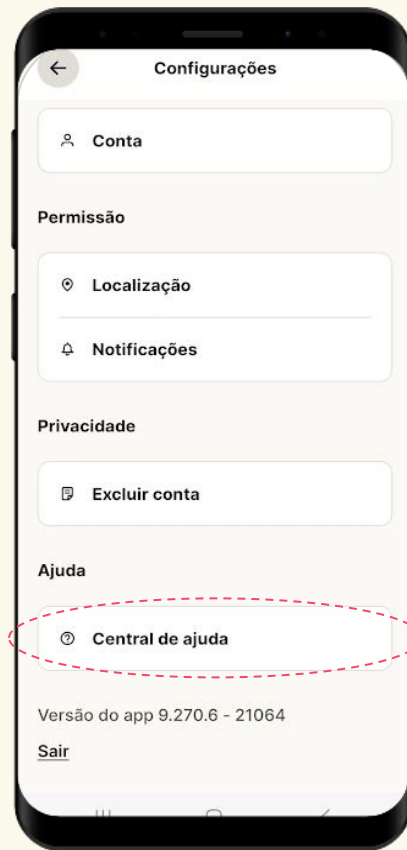 Configurações
Conta
Permissão
Localização
Notificações
Privacidade
Excluir conta
Ajuda
Central de ajuda
Versão do app 9.270.6 - 21064
Sair